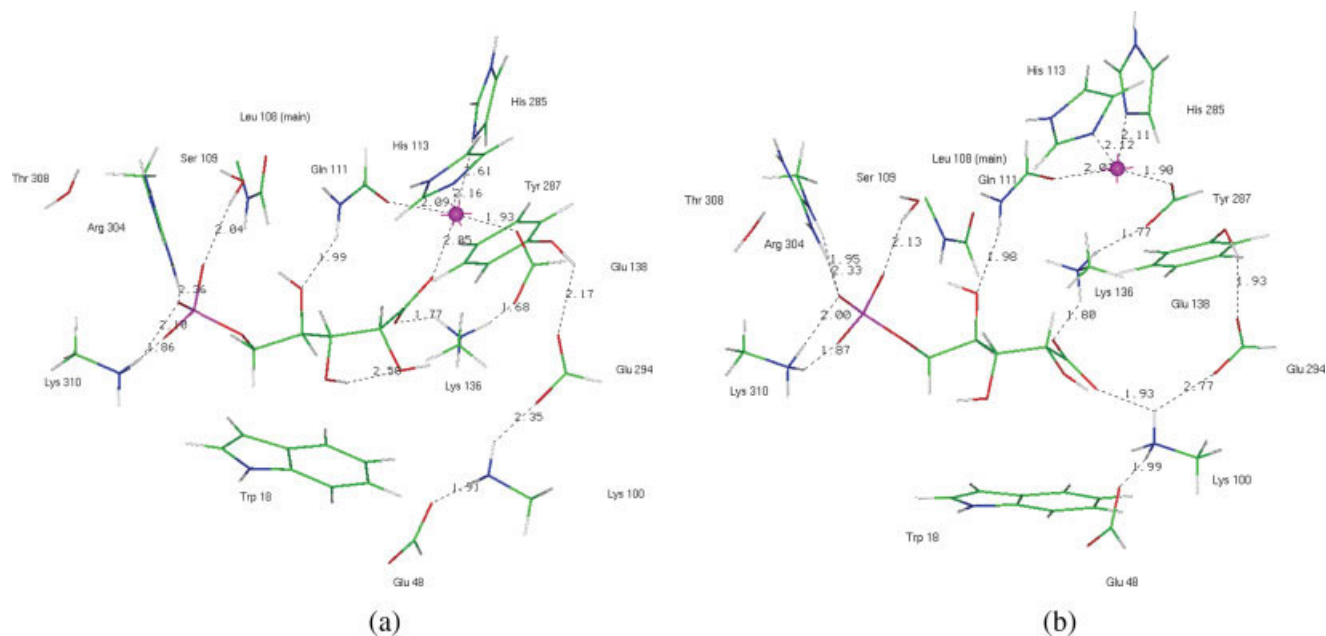 His 285
Leu 108 (main)
His 113
Ser 109
Gln 111
Thr 308
Tyr 287
Arg 304
2.16
2.09
1.93
2.04
1.99
2.05
Glu 138
2.17
2.36
2.10
1.77
1.68
1.86
2.58
Lys 310
Lys 136
Glu 294
2.35
Trp 18
1.91
Lys 100
Glu 48
(a)
His 113
His 285
2.11
2.12
Leu 108 (main)
Ser 109
Gln 111
1.90
Thr 308
Tyr 287
1.77
Arg 304
2.13
1.95
2.33
1.98
Lys 136
1.93
Glu 138
2.00
1.80
1.87
Lys 310
Glu 294
1.93
2.77
1.99
Lys 100
Trp 18
Glu 48
(b)